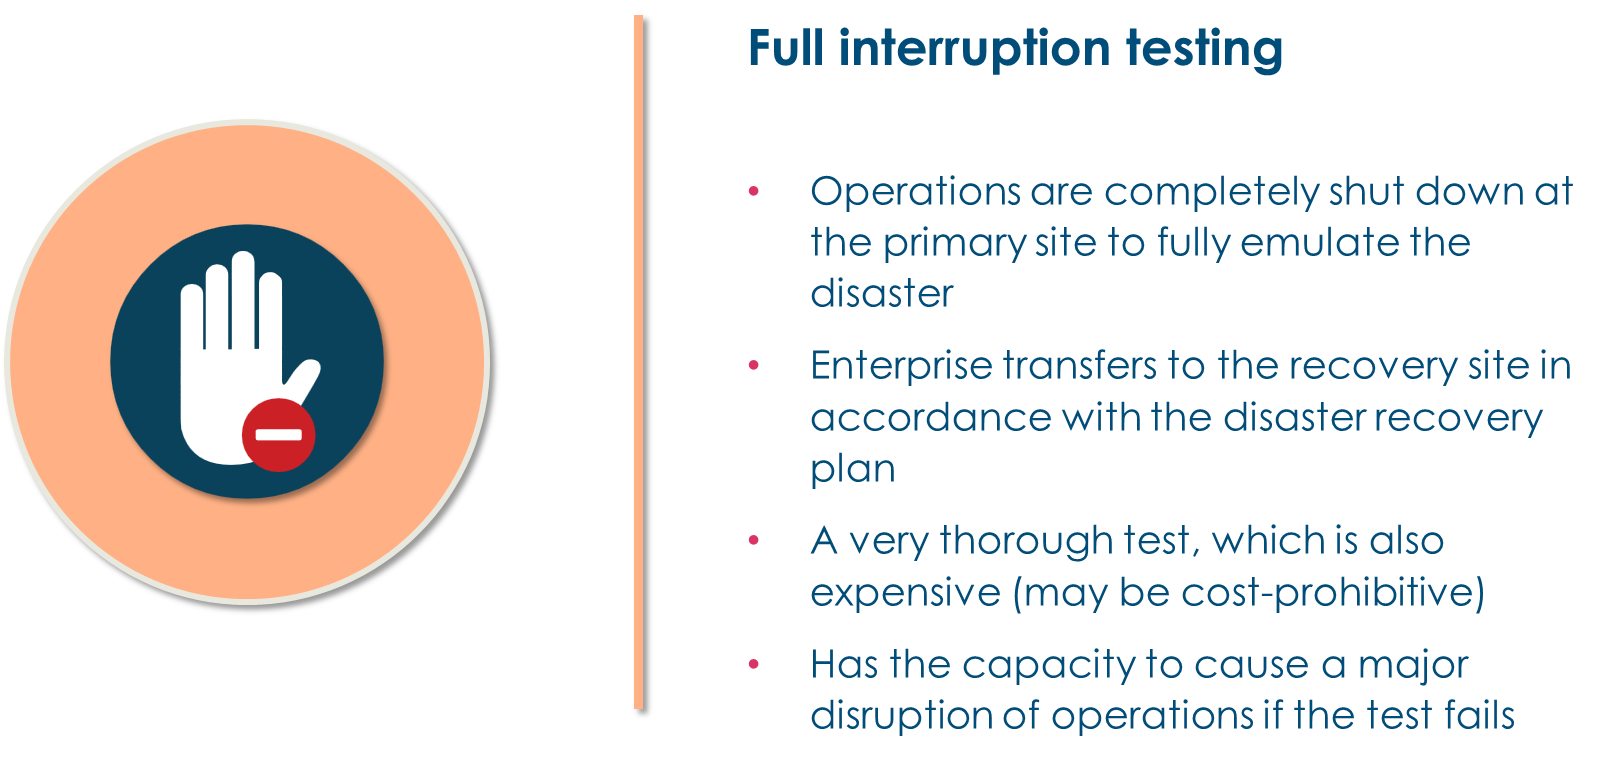 Full interruption testing
• Operations are completely shut down at
the primary site to fully emulate the
disaster
• Enterprise transfers to the recovery site in
accordance with the disaster recovery
plan
• A very thorough test, which is also
expensive (may be cost-prohibitive)
• Has the capacity to cause a major
disruption of operations if the test fails